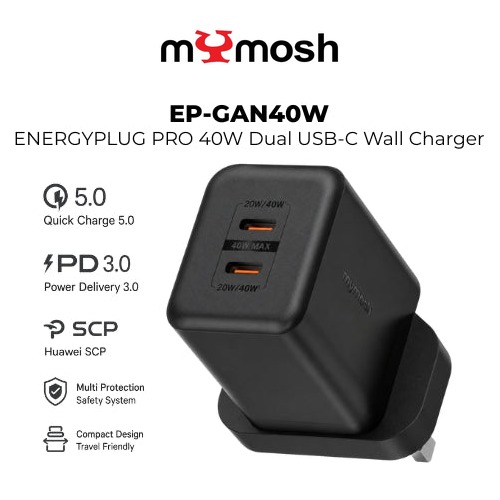 mymosh
EP-GAN40W
ENERGYPLUG PRO 40W Dual USB-C Wall Charger
5.0
Quick Charge 5.0
PD 3.0
Power Delivery 3.0
SCP
Huawei SCP
Multi Protection
Safety System
Compact Design
Travel Friendly
20W/40W
40W MAX
20W/40W
mymosh